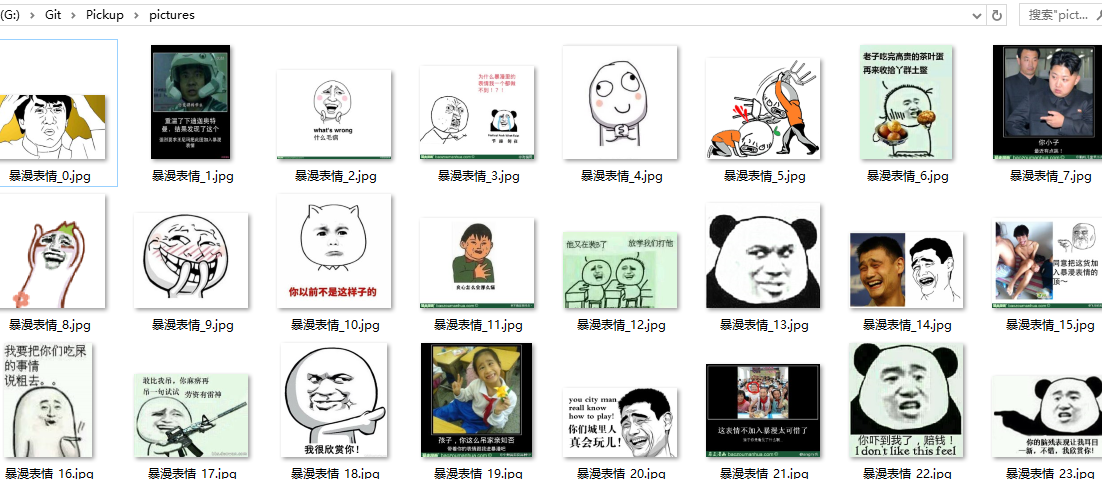 (G:) › Git › Pickup › pictures
搜索"pict...
重温了下迪迦奥特
曼,结果发现了这个
what's wrong
什么毛病
为什么暴漫里的
表情我一个都做
不到!?!
老子吃完高贵的茶叶蛋
再来收拾丫群土鳖
你小子
最近有点跳!
暴漫表情_0.jpg
暴漫表情_1.jpg
暴漫表情_2.jpg
暴漫表情_3.jpg
暴漫表情_4.jpg
暴漫表情_5.jpg
暴漫表情_6.jpg
暴漫表情_7.jpg
你以前不是这样子的
baozoumanhua.com
他又在装B了
放学我们打他
同意把这货加
入暴漫表情的
顶~
暴漫表情_8.jpg
暴漫表情_9.jpg
暴漫表情_10.jpg
暴漫表情_11.jpg
暴漫表情_12.jpg
暴漫表情_13.jpg
暴漫表情_14.jpg
暴漫表情_15.jpg
我要把你们吃屎
的事情
说粗去。。
敢比我吊,你麻痹再
吊一句试试
劳资有雷神
我很欣赏你!
孩子,你这么吊家亲知否
you city man
reall know
how to play!
你们城里人
真会玩儿!
这表情不加入暴漫太可惜了
你吓到我了,赔钱!
I don't like this feel
你的脑残表现让我耳目
一新,不错,我欣赏你!
暴漫表情_16.jpg
暴漫表情_17.jpg
暴漫表情_18.jpg
暴漫表情_19.jpg
暴漫表情_20.jpg
暴漫表情_21.jpg
暴漫表情_22.jpg
暴漫表情_23.jpg